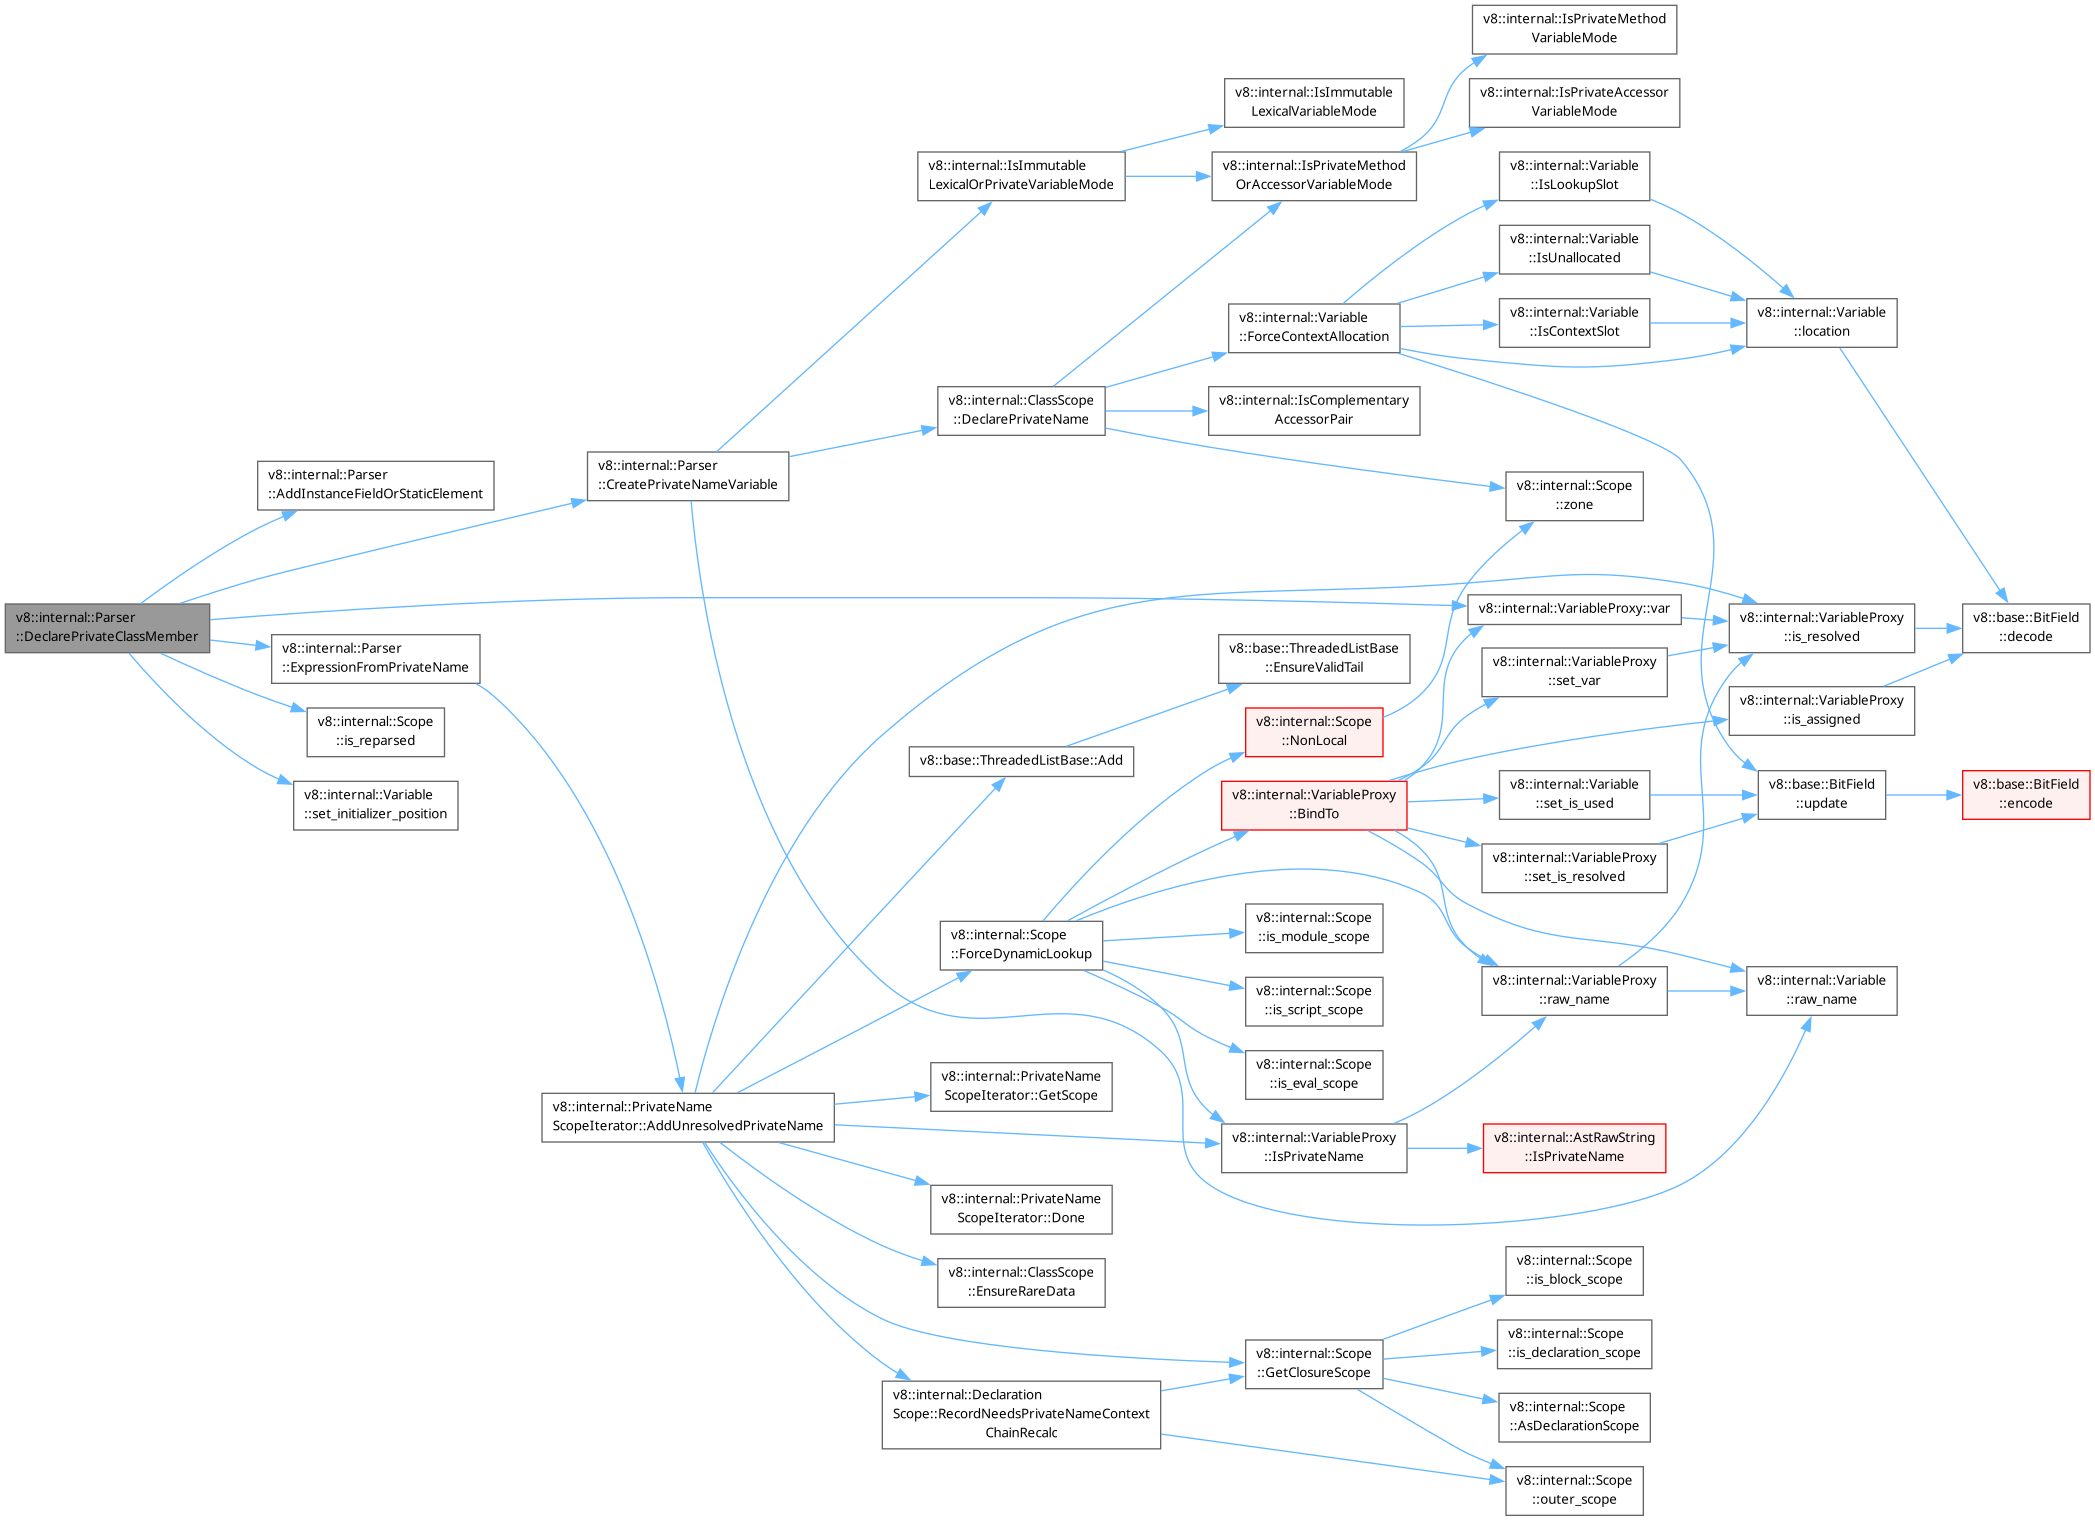 v8::internal::Parser
::DeclarePrivateClassMember
v8::internal::Parser
::AddInstanceFieldOrStaticElement
v8::internal::Parser
::ExpressionFromPrivateName
v8::internal::Scope
::is_reparsed
v8::internal::Variable
::set_initializer_position
v8::internal::Parser
::CreatePrivateNameVariable
v8::internal::PrivateName
ScopeIterator::AddUnresolvedPrivateName
v8::internal::IsImmutable
LexicalOrPrivateVariableMode
v8::internal::ClassScope
::DeclarePrivateName
v8::base::ThreadedListBase::Add
v8::internal::Scope
::ForceDynamicLookup
v8::internal::PrivateName
ScopeIterator::GetScope
v8::internal::PrivateName
ScopeIterator::Done
v8::internal::ClassScope
::EnsureRareData
v8::internal::Declaration
Scope::RecordNeedsPrivateNameContext
ChainRecalc
v8::internal::IsImmutable
LexicalVariableMode
v8::internal::IsPrivateMethod
OrAccessorVariableMode
v8::internal::Variable
::ForceContextAllocation
v8::internal::IsComplementary
AccessorPair
v8::base::ThreadedListBase
::EnsureValidTail
v8::internal::Scope
::NonLocal
v8::internal::VariableProxy
::BindTo
v8::internal::Scope
::is_module_scope
v8::internal::Scope
::is_script_scope
v8::internal::Scope
::is_eval_scope
v8::internal::VariableProxy
::IsPrivateName
v8::internal::Scope
::GetClosureScope
v8::internal::IsPrivateMethod
VariableMode
v8::internal::IsPrivateAccessor
VariableMode
v8::internal::Variable
::IsLookupSlot
v8::internal::Variable
::IsUnallocated
v8::internal::Variable
::IsContextSlot
v8::internal::Scope
::zone
v8::internal::VariableProxy::var
v8::internal::VariableProxy
::set_var
v8::internal::Variable
::set_is_used
v8::internal::VariableProxy
::set_is_resolved
v8::internal::VariableProxy
::raw_name
v8::internal::AstRawString
::IsPrivateName
v8::internal::Scope
::is_block_scope
v8::internal::Scope
::is_declaration_scope
v8::internal::Scope
::AsDeclarationScope
v8::internal::Scope
::outer_scope
v8::internal::Variable
::location
v8::internal::VariableProxy
::is_resolved
v8::internal::VariableProxy
::is_assigned
v8::base::BitField
::update
v8::internal::Variable
::raw_name
v8::base::BitField
::decode
v8::base::BitField
::encode